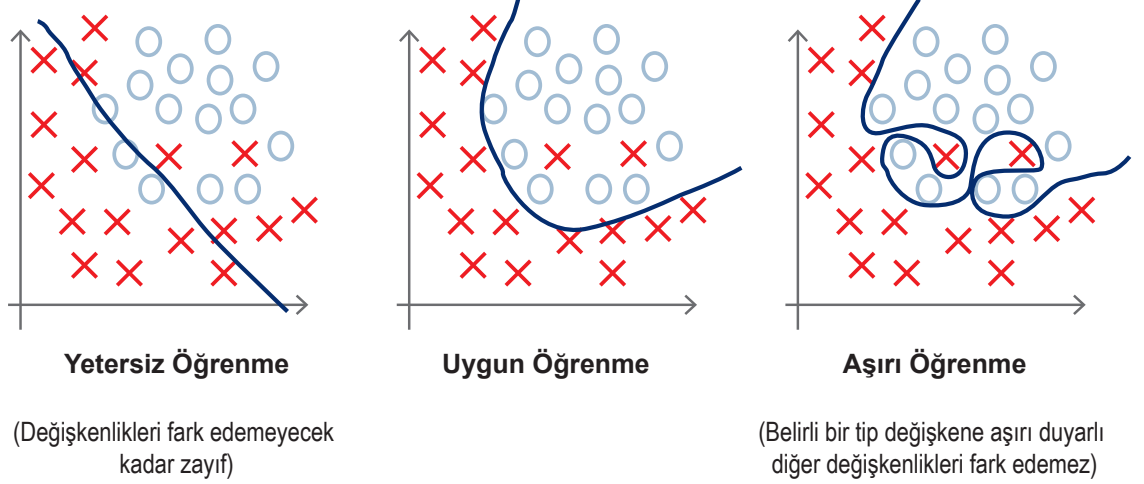 Yetersiz Öğrenme
Uygun Öğrenme
Aşırı Öğrenme
(Değişkenlikleri fark edemeyecek
kadar zayıf)
(Belirli bir tip değişkene aşırı duyarlı
diğer değişkenlikleri fark edemez)